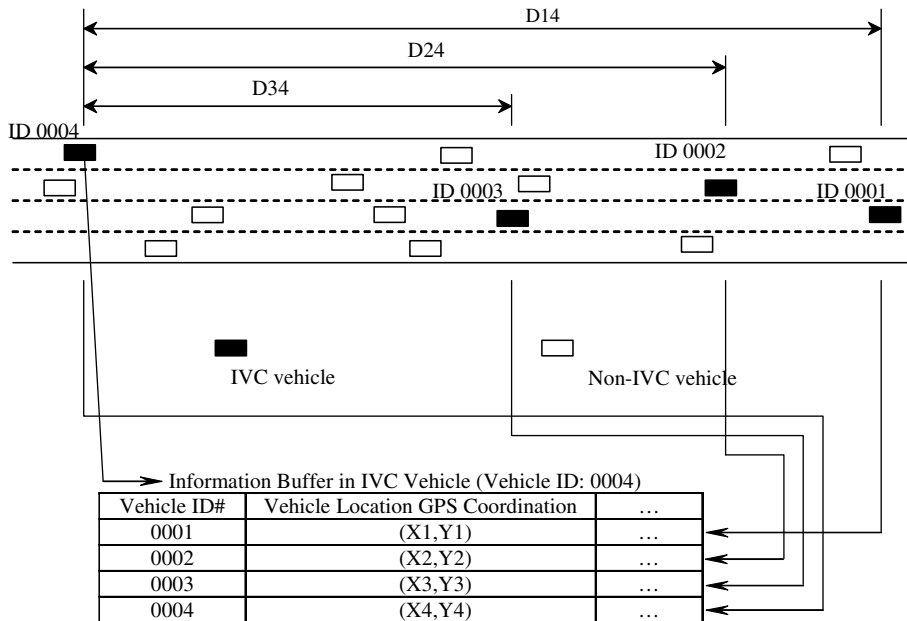 D14
D24
D34
ID 0004
ID 0002
ID 0003
ID 0001
IVC vehicle
Non-IVC vehicle
Information Buffer in IVC Vehicle (Vehicle ID: 0004)
Vehicle ID# Vehicle Location GPS Coordination …
0001 (X1,Y1) …
0002 (X2,Y2) …
0003 (X3,Y3) …
0004 (X4,Y4) …